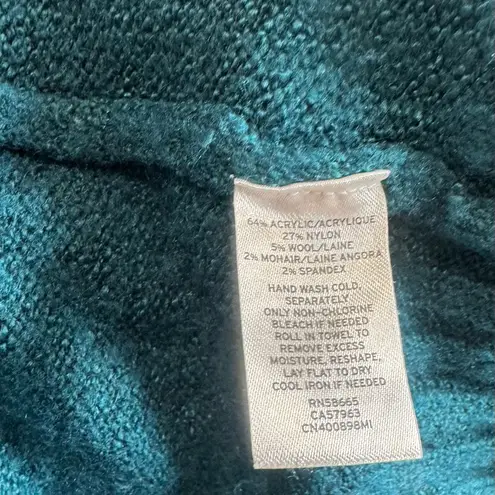 64% ACRYLIC/ACRYLIQUE
27% NYLON
5% WOOL/LAINE
2% MOHAIR/LAINE ANGORA
2% SPANDEX
HAND WASH COLD,
SEPARATELY
ONLY NON-CHLORINE
BLEACH IF NEEDED
ROLL IN TOWEL TO
REMOVE EXCESS
MOISTURE, RESHAPE,
LAY FLAT TO DRY
COOL IRON IF NEEDED
RN58665
CA57963
CN400898MI